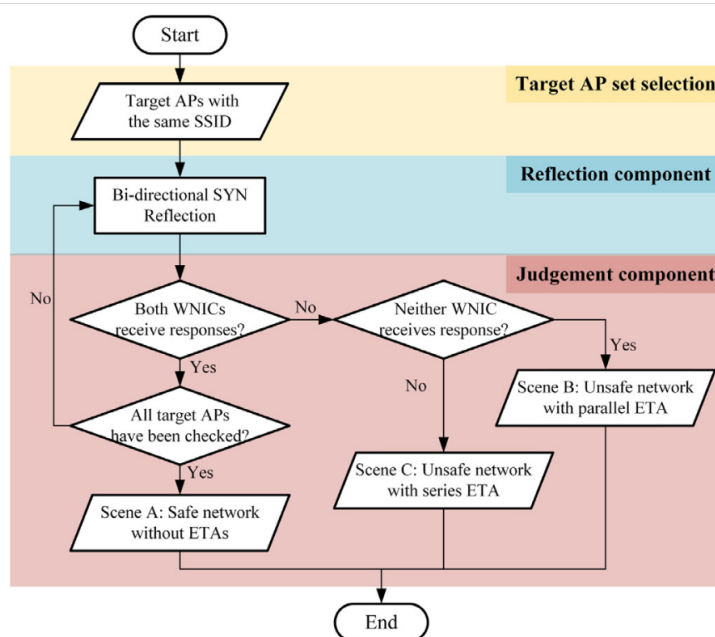 Start
Target AP set selection
Target APs with
the same SSID
Reflection component
Bi-directional SYN
Reflection
Judgement component
No
Both WNICs
receive responses?
No
Neither WNIC
receives response?
Yes
Yes
No
Scene B: Unsafe network
with parallel ETA
All target APs
have been checked?
Yes
Scene C: Unsafe network
with series ETA
Scene A: Safe network
without ETAs
End